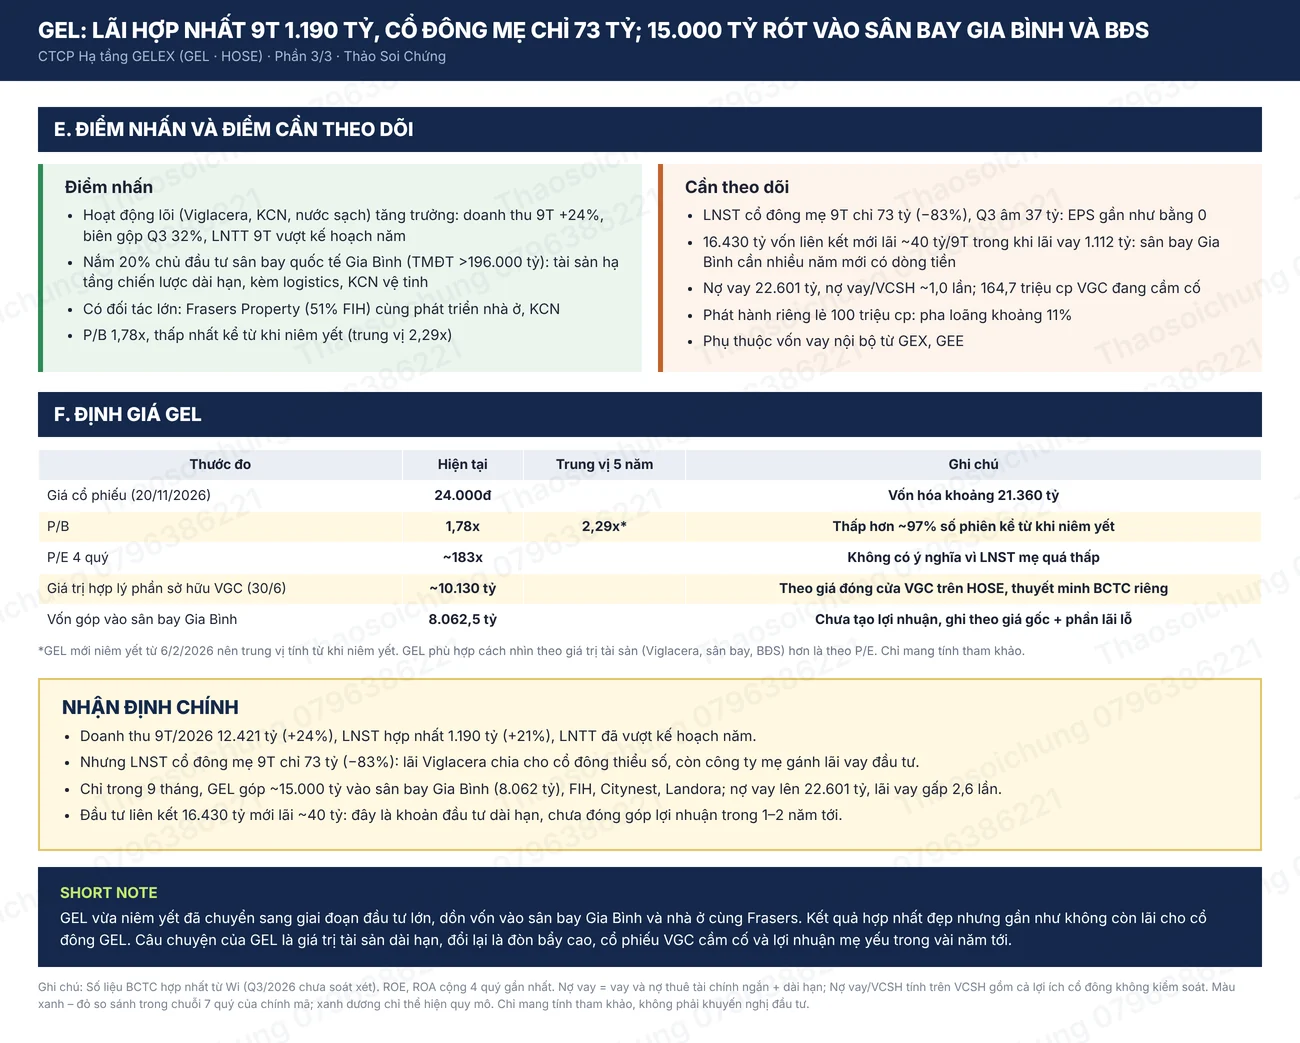 GEL: LÃI HỢP NHẤT 9T 1.190 TỶ, CỔ ĐÔNG MẸ CHỈ 73 TỶ; 15.000 TỶ RÓT VÀO SÂN BAY GIA BÌNH VÀ BĐS
CTCP Hạ tầng GELEX (GEL · HOSE) · Phần 3/3 · Thảo Soi Chứng
E. ĐIỂM NHẤN VÀ ĐIỂM CẦN THEO DÕI
Điểm nhấn
• Hoạt động lõi (Viglacera, KCN, nước sạch) tăng trưởng: doanh thu 9T +24%,
biên gộp Q3 32%, LNTT 9T vượt kế hoạch năm
• Nắm 20% chủ đầu tư sân bay quốc tế Gia Bình (TMĐT >196.000 tỷ): tài sản hạ
tầng chiến lược dài hạn, kèm logistics, KCN vệ tinh
• Có đối tác lớn: Frasers Property (51% FIH) cùng phát triển nhà ở, KCN
• P/B 1,78x, thấp nhất kể từ khi niêm yết (trung vị 2,29x)
Cần theo dõi
• LNST cổ đông mẹ 9T chỉ 73 tỷ (−83%), Q3 âm 37 tỷ: EPS gần như bằng 0
• 16.430 tỷ vốn liên kết mới lãi ~40 tỷ/9T trong khi lãi vay 1.112 tỷ: sân bay Gia
Bình cần nhiều năm mới có dòng tiền
• Nợ vay 22.601 tỷ, nợ vay/VCSH ~1,0 lần; 164,7 triệu cp VGC đang cầm cố
• Phát hành riêng lẻ 100 triệu cp: pha loãng khoảng 11%
• Phụ thuộc vốn vay nội bộ từ GEX, GEE
F. ĐỊNH GIÁ GEL
Thước đo Hiện tại Trung vị 5 năm Ghi chú
Giá cổ phiếu (20/11/2026) 24.000đ Vốn hóa khoảng 21.360 tỷ
P/B 1,78x 2,29x* Thấp hơn ~97% số phiên kể từ khi niêm yết
P/E 4 quý ~183x Không có ý nghĩa vì LNST mẹ quá thấp
Giá trị hợp lý phần sở hữu VGC (30/6) ~10.130 tỷ Theo giá đóng cửa VGC trên HOSE, thuyết minh BCTC riêng
Vốn góp vào sân bay Gia Bình 8.062,5 tỷ Chưa tạo lợi nhuận, ghi theo giá gốc + phần lãi lỗ
*GEL mới niêm yết từ 6/2/2026 nên trung vị tính từ khi niêm yết. GEL phù hợp cách nhìn theo giá trị tài sản (Viglacera, sân bay, BĐS) hơn là theo P/E. Chỉ mang tính tham khảo.
NHẬN ĐỊNH CHÍNH
• Doanh thu 9T/2026 12.421 tỷ (+24%), LNST hợp nhất 1.190 tỷ (+21%), LNTT đã vượt kế hoạch năm.
• Nhưng LNST cổ đông mẹ 9T chỉ 73 tỷ (−83%): lãi Viglacera chia cho cổ đông thiểu số, còn công ty mẹ gánh lãi vay đầu tư.
• Chỉ trong 9 tháng, GEL góp ~15.000 tỷ vào sân bay Gia Bình (8.062 tỷ), FIH, Citynest, Landora; nợ vay lên 22.601 tỷ, lãi vay gấp 2,6 lần.
• Đầu tư liên kết 16.430 tỷ mới lãi ~40 tỷ: đây là khoản đầu tư dài hạn, chưa đóng góp lợi nhuận trong 1–2 năm tới.
SHORT NOTE
GEL vừa niêm yết đã chuyển sang giai đoạn đầu tư lớn, dồn vốn vào sân bay Gia Bình và nhà ở cùng Frasers. Kết quả hợp nhất đẹp nhưng gần như không còn lãi cho cổ
đông GEL. Câu chuyện của GEL là giá trị tài sản dài hạn, đổi lại là đòn bẩy cao, cổ phiếu VGC cầm cố và lợi nhuận mẹ yếu trong vài năm tới.
Ghi chú: Số liệu BCTC hợp nhất từ Wi (Q3/2026 chưa soát xét). ROE, ROA cộng 4 quý gần nhất. Nợ vay = vay và nợ thuê tài chính ngắn + dài hạn; Nợ vay/VCSH tính trên VCSH gồm cả lợi ích cổ đông không kiểm soát. Màu
xanh – đỏ so sánh trong chuỗi 7 quý của chính mã; xanh dương chỉ thể hiện quy mô. Chỉ mang tính tham khảo, không phải khuyến nghị đầu tư.
Thaosoichung 0796386221